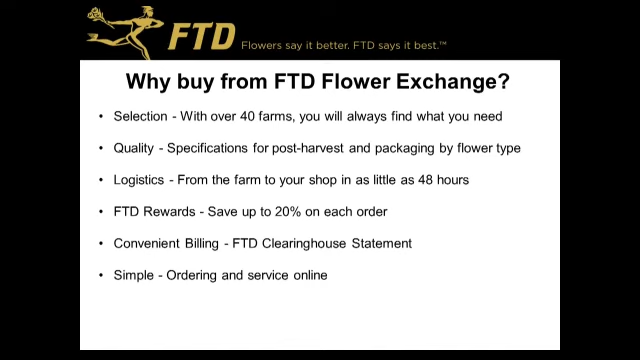 FTD Flowers say it better. FTD says it best.™
Why buy from FTD Flower Exchange?
• Selection - With over 40 farms, you will always find what you need
• Quality - Specifications for post-harvest and packaging by flower type
• Logistics - From the farm to your shop in as little as 48 hours
• FTD Rewards - Save up to 20% on each order
• Convenient Billing - FTD Clearinghouse Statement
• Simple - Ordering and service online